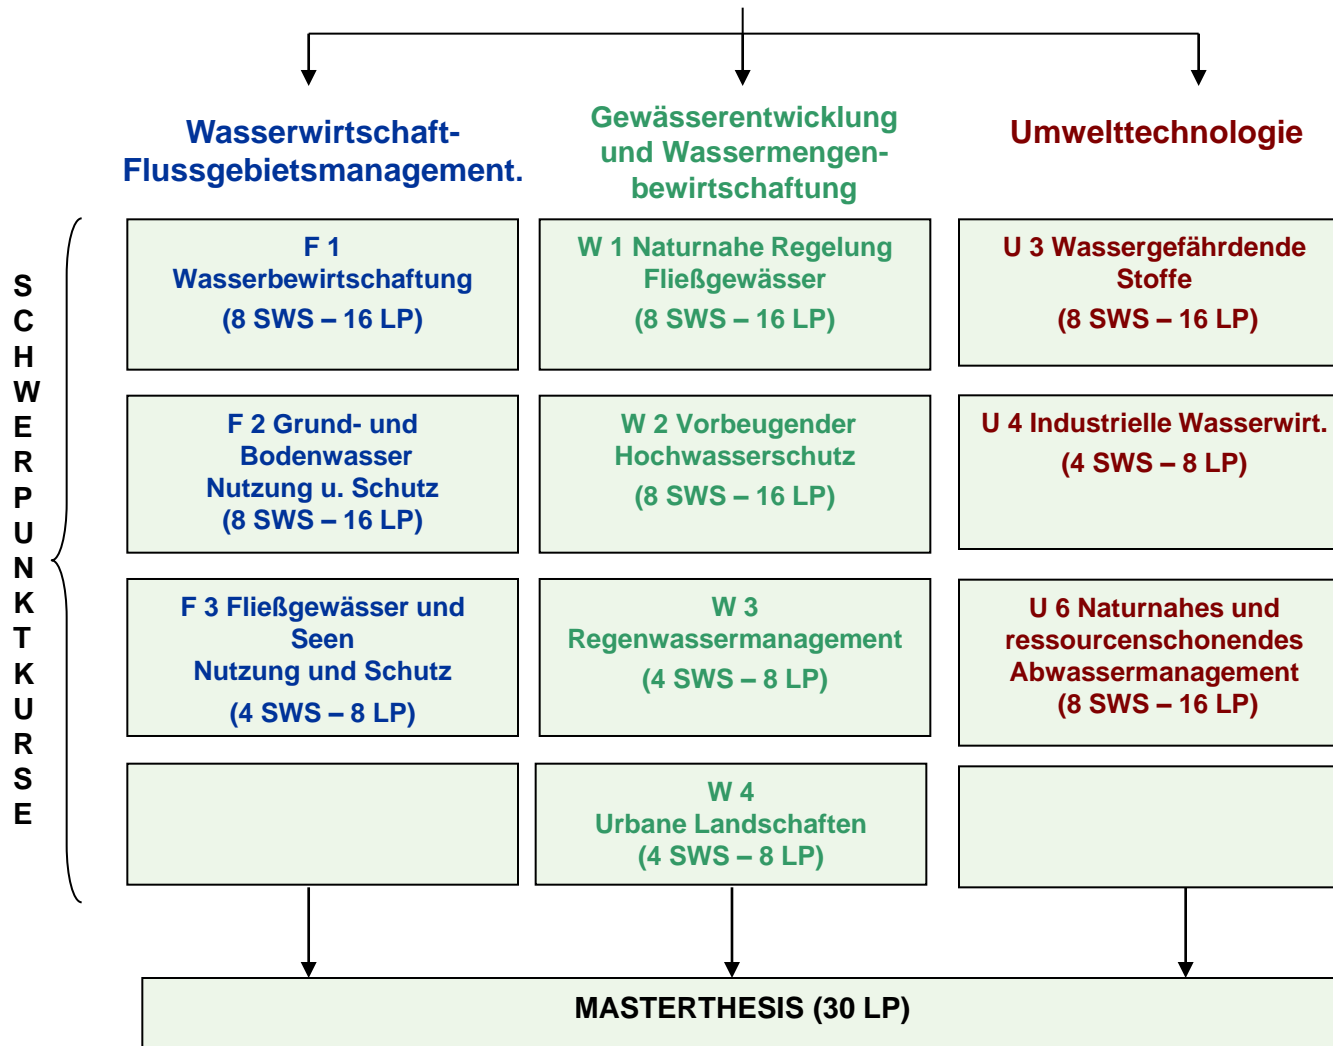 Wasserwirtschaft-
Flussgebietsmanagement.
Gewässerentwicklung
und Wassermengen-
bewirtschaftung
Umwelttechnologie
SCHWERPUNKTKURSE
F 1
Wasserbewirtschaftung
(8 SWS – 16 LP)
W 1 Naturnahe Regelung
Fließgewässer
(8 SWS – 16 LP)
U 3 Wassergefährdende
Stoffe
(8 SWS – 16 LP)
F 2 Grund- und
Bodenwasser
Nutzung u. Schutz
(8 SWS – 16 LP)
W 2 Vorbeugender
Hochwasserschutz
(8 SWS – 16 LP)
U 4 Industrielle Wasserwirt.
(4 SWS – 8 LP)
F 3 Fließgewässer und
Seen
Nutzung und Schutz
(4 SWS – 8 LP)
W 3
Regenwassermanagement
(4 SWS – 8 LP)
U 6 Naturnahes und
ressourcenschonendes
Abwassermanagement
(8 SWS – 16 LP)
W 4
Urbane Landschaften
(4 SWS – 8 LP)
MASTERTHESIS (30 LP)